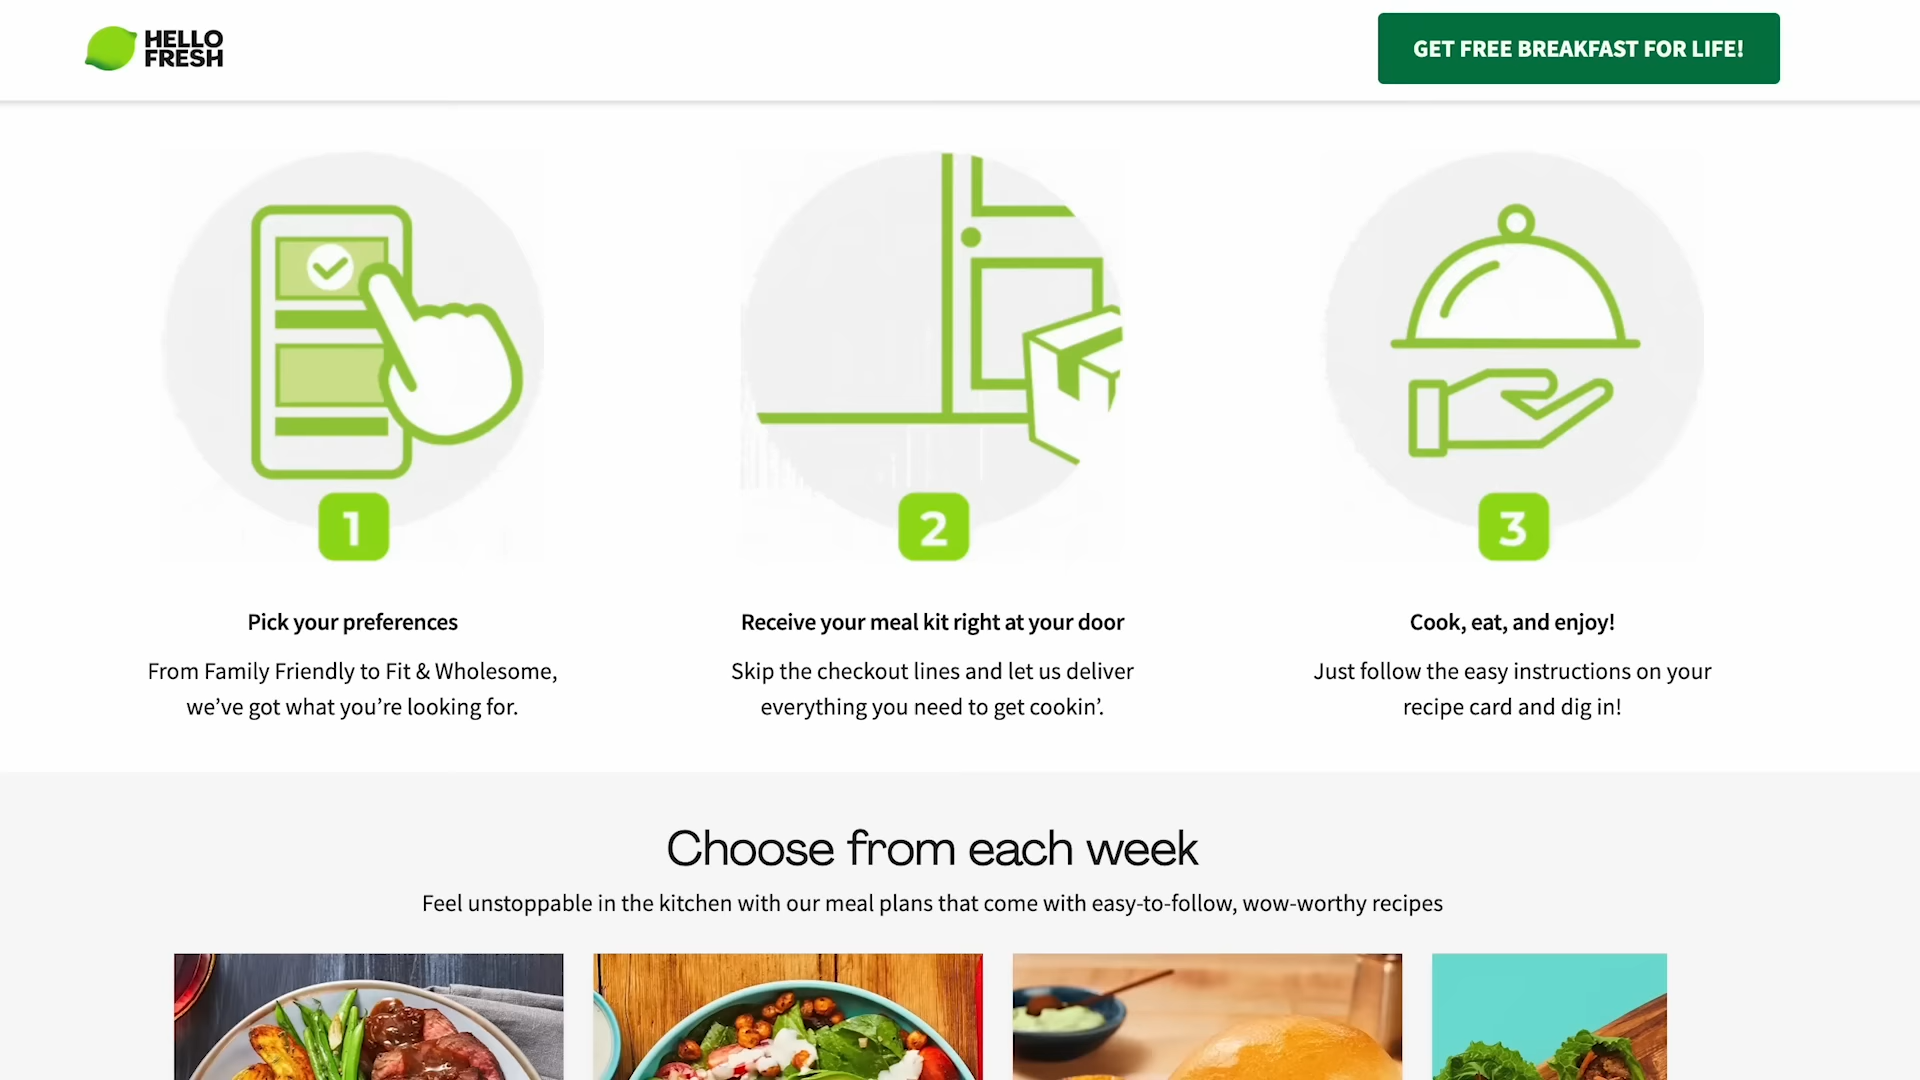 HELLO
FRESH
GET FREE BREAKFAST FOR LIFE!
1
2
3
Pick your preferences
From Family Friendly to Fit & Wholesome,
we’ve got what you’re looking for.
Receive your meal kit right at your door
Skip the checkout lines and let us deliver
everything you need to get cookin’.
Cook, eat, and enjoy!
Just follow the easy instructions on your
recipe card and dig in!
Choose from each week
Feel unstoppable in the kitchen with our meal plans that come with easy-to-follow, wow-worthy recipes